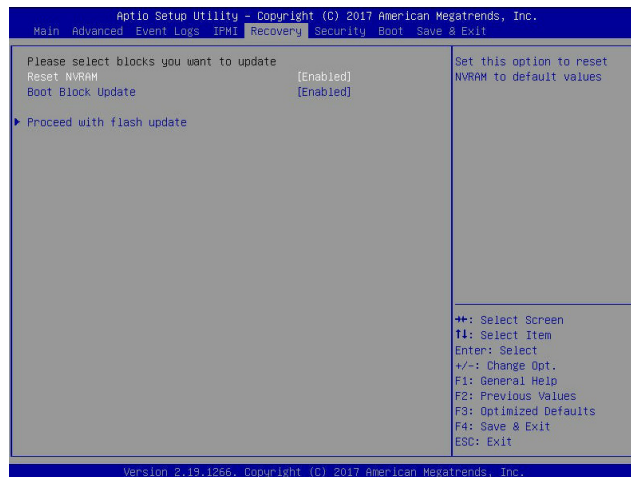 Aptio Setup Utility – Copyright (C) 2017 American Megatrends, Inc.
Main Advanced Event Logs IPMI Recovery Security Boot Save & Exit
Please select blocks you want to update
Reset NVRAM [Enabled]
Boot Block Update [Enabled]
Proceed with flash update
Set this option to reset
NVRAM to default values
→←: Select Screen
↑↓: Select Item
Enter: Select
+/-: Change Opt.
F1: General Help
F2: Previous Values
F3: Optimized Defaults
F4: Save & Exit
ESC: Exit
Version 2.19.1266. Copyright (C) 2017 American Megatrends, Inc.